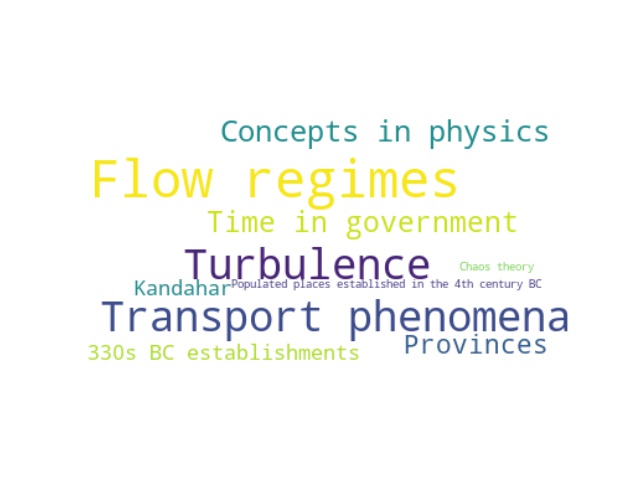 Concepts in physics
Flow regimes
Time in government
Turbulence
Chaos theory
Populated places established in the 4th century BC
Kandahar
Transport phenomena
Provinces
330s BC establishments